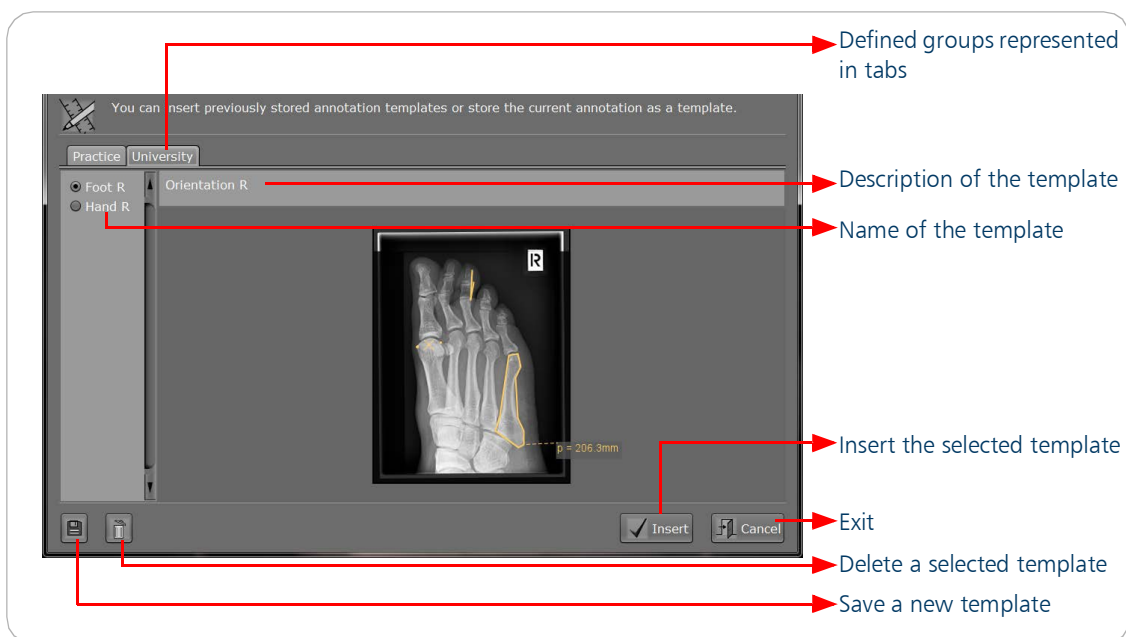 Defined groups represented
in tabs
You can insert previously stored annotation templates or store the current annotation as a template.
Practice University
Foot R
Orientation R
Description of the template
Hand R
Name of the template
R
p = 206.3mm
Insert the selected template
Insert
Cancel
Exit
Delete a selected template
Save a new template